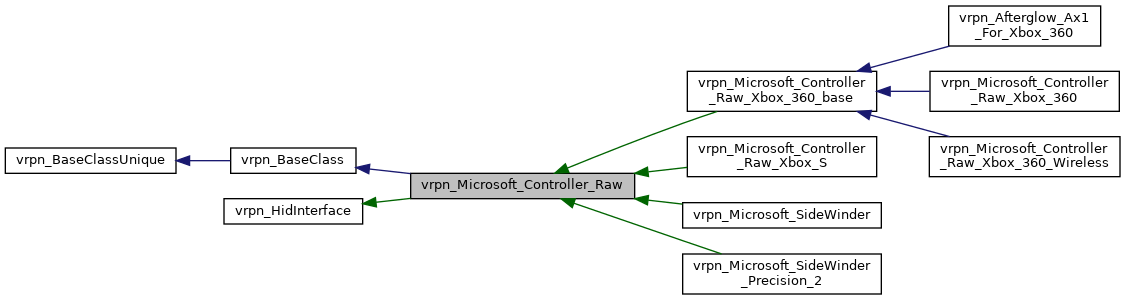 vrpn_Afterglow_Ax1
_For_Xbox_360
vrpn_Microsoft_Controller
_Raw_Xbox_360_base
vrpn_Microsoft_Controller
_Raw_Xbox_360
vrpn_Microsoft_Controller
_Raw_Xbox_S
vrpn_Microsoft_Controller
_Raw_Xbox_360_Wireless
vrpn_BaseClassUnique
vrpn_BaseClass
vrpn_Microsoft_Controller_Raw
vrpn_HidInterface
vrpn_Microsoft_SideWinder
vrpn_Microsoft_SideWinder
_Precision_2